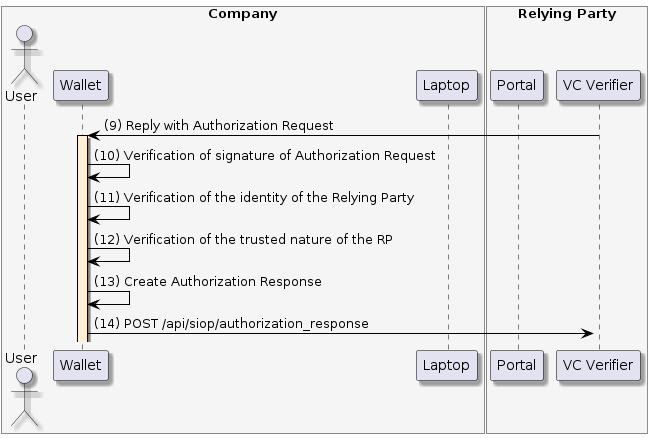 Company
Relying Party
User
Wallet
Laptop
Portal
VC Verifier
(9) Reply with Authorization Request
(10) Verification of signature of Authorization Request
(11) Verification of the identity of the Relying Party
(12) Verification of the trusted nature of the RP
(13) Create Authorization Response
(14) POST /api/siop/authorization_response
User
Wallet
Laptop
Portal
VC Verifier